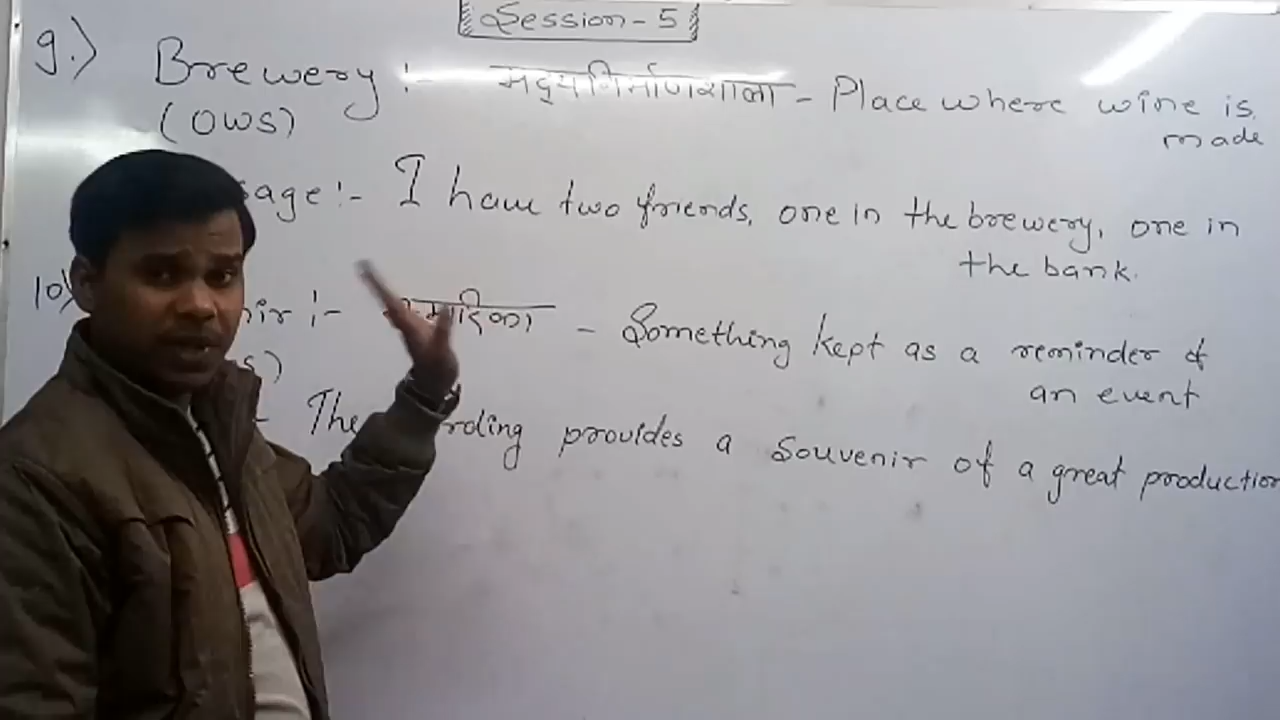 Session - 5
9.) Brewery :- मद्यनिर्माणशाला - Place where wine is
made
(OWS)
sage :- I have two friends, one in the brewery, one in
the bank.
10) nir :- - Something kept as a reminder of
an event
s)
- The rding provides a souvenir of a great production